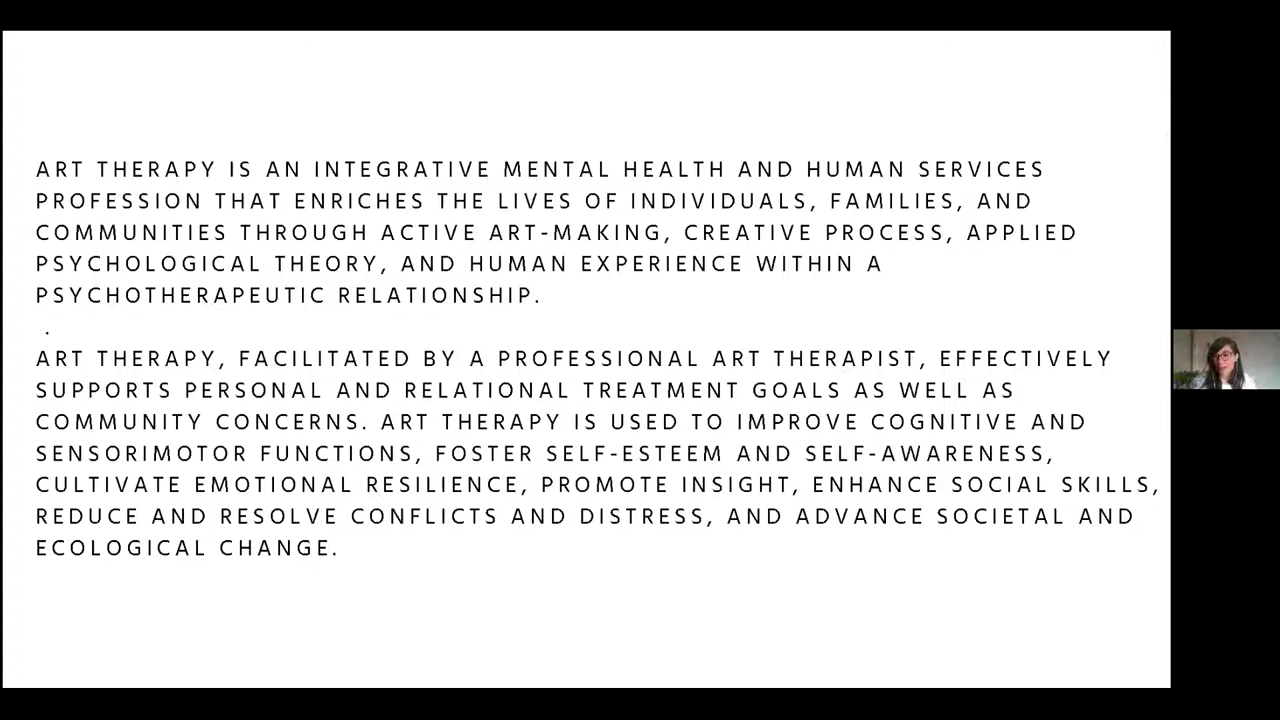 ART THERAPY IS AN INTEGRATIVE MENTAL HEALTH AND HUMAN SERVICES
PROFESSION THAT ENRICHES THE LIVES OF INDIVIDUALS, FAMILIES, AND
COMMUNITIES THROUGH ACTIVE ART-MAKING, CREATIVE PROCESS, APPLIED
PSYCHOLOGICAL THEORY, AND HUMAN EXPERIENCE WITHIN A
PSYCHOTHERAPEUTIC RELATIONSHIP.
.
ART THERAPY, FACILITATED BY A PROFESSIONAL ART THERAPIST, EFFECTIVELY
SUPPORTS PERSONAL AND RELATIONAL TREATMENT GOALS AS WELL AS
COMMUNITY CONCERNS. ART THERAPY IS USED TO IMPROVE COGNITIVE AND
SENSORIMOTOR FUNCTIONS, FOSTER SELF-ESTEEM AND SELF-AWARENESS,
CULTIVATE EMOTIONAL RESILIENCE, PROMOTE INSIGHT, ENHANCE SOCIAL SKILLS,
REDUCE AND RESOLVE CONFLICTS AND DISTRESS, AND ADVANCE SOCIETAL AND
ECOLOGICAL CHANGE.